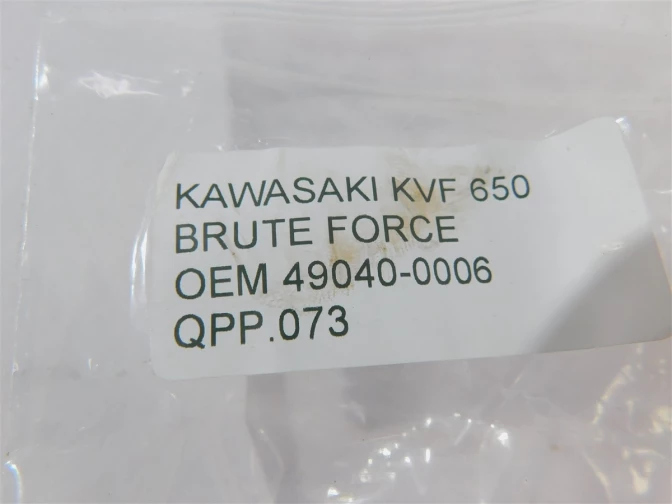 KAWASAKI KVF 650
BRUTE FORCE
OEM 49040-0006
QPP.073